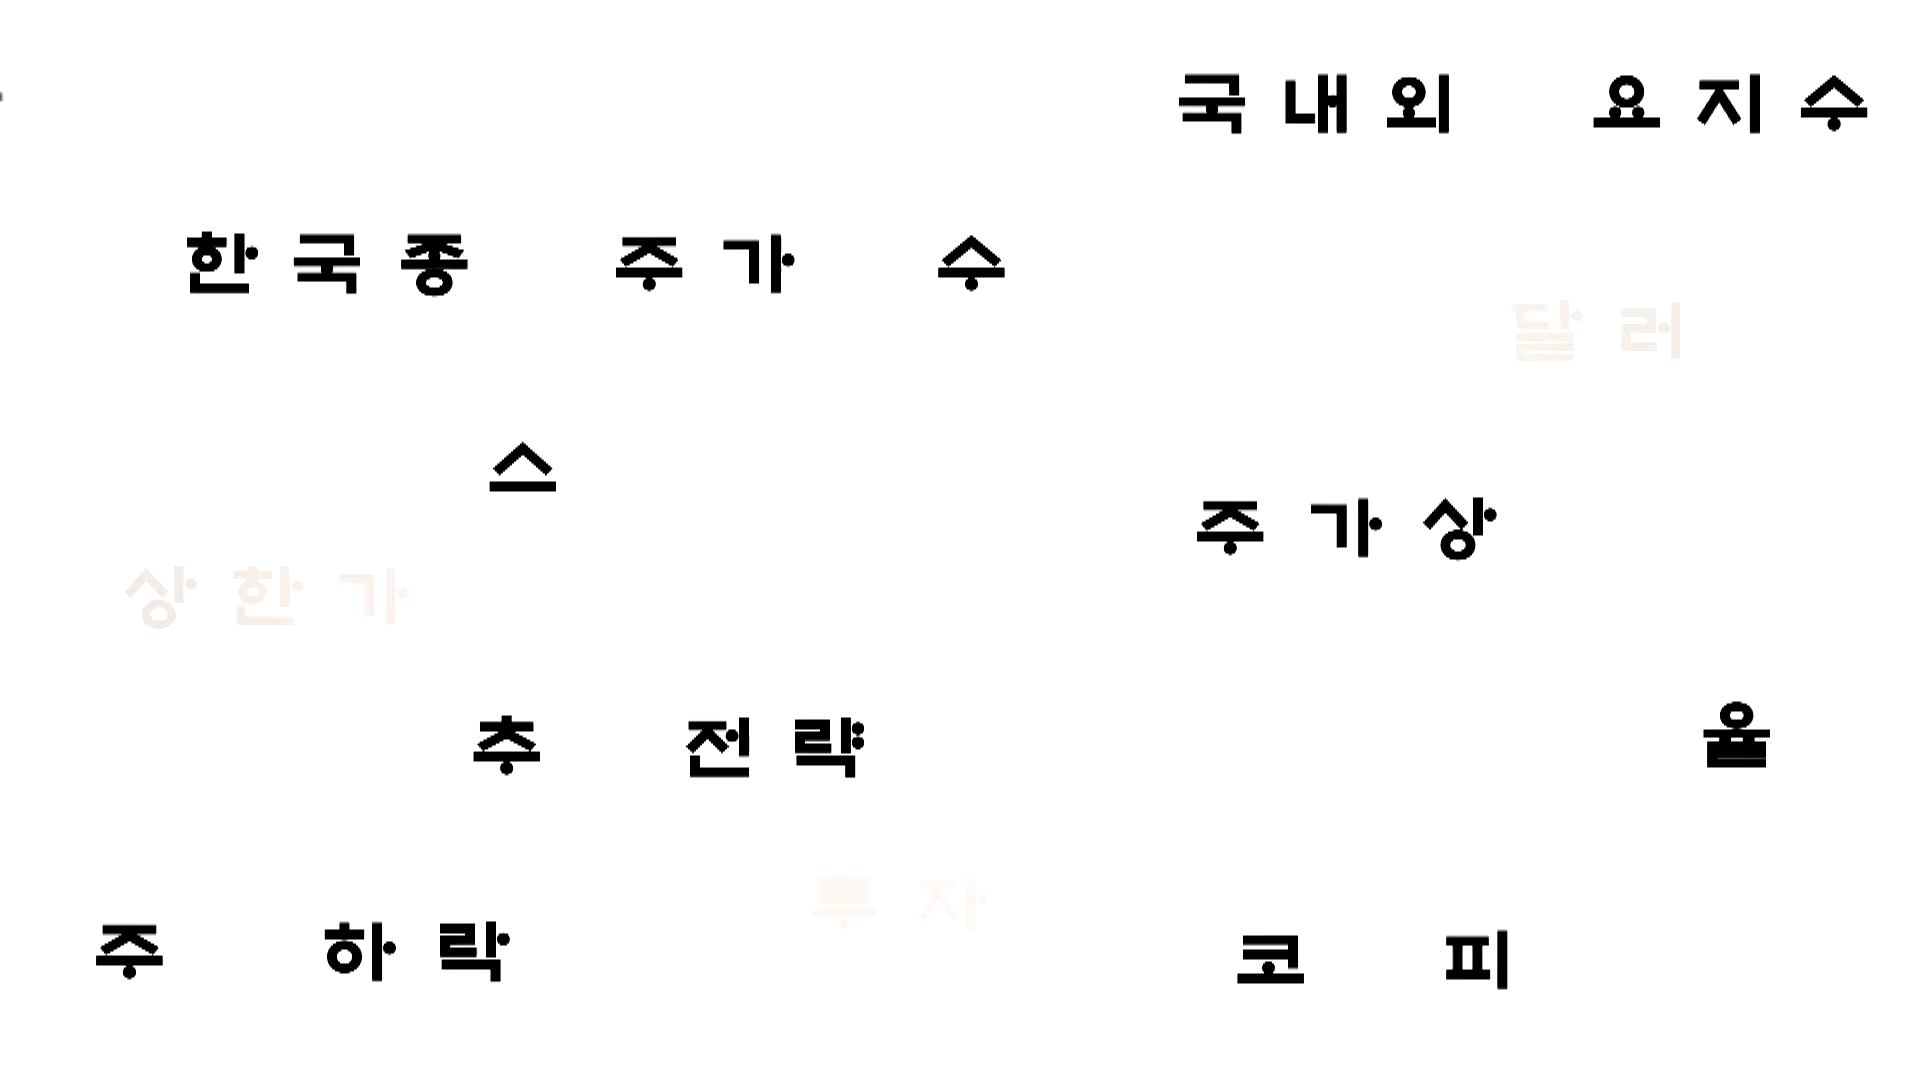 국내외 요지수
한국종 주가 수
달러
스
주가상
상한가
추 전략
율
투자
주 하락
코 피